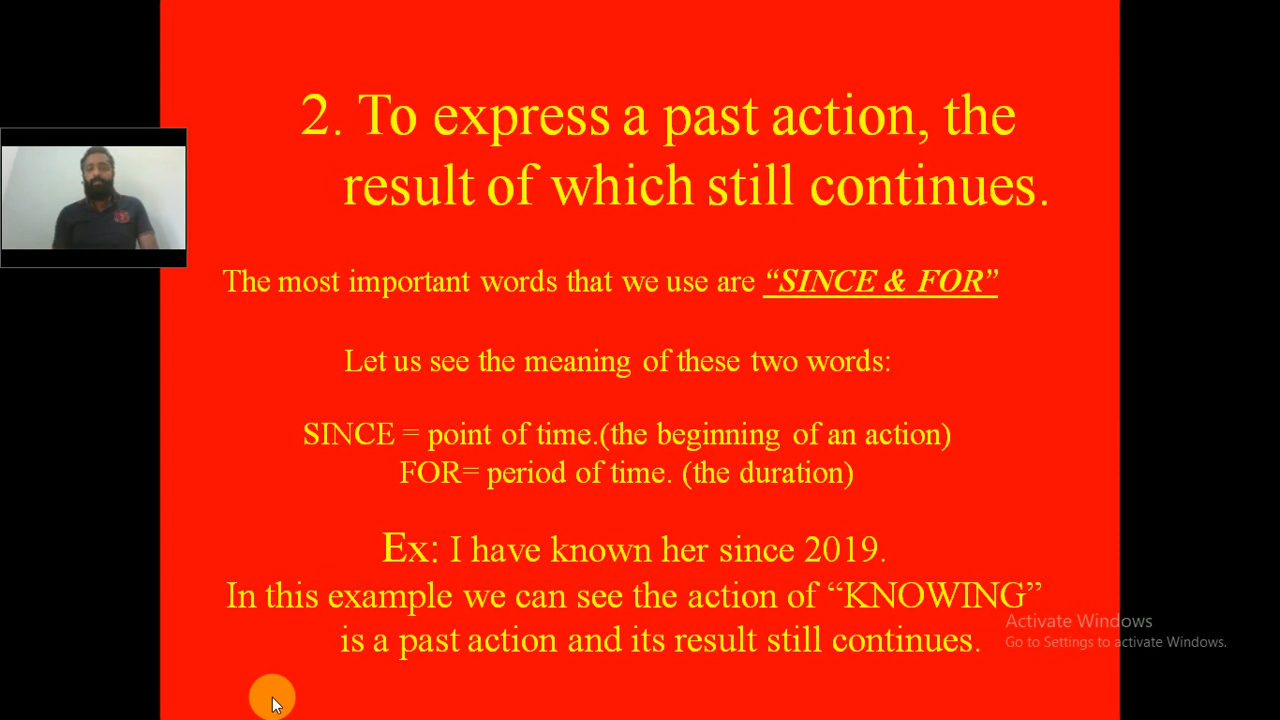 2. To express a past action, the
result of which still continues.
The most important words that we use are “SINCE & FOR”
Let us see the meaning of these two words:
SINCE = point of time.(the beginning of an action)
FOR= period of time. (the duration)
Ex: I have known her since 2019.
In this example we can see the action of “KNOWING”
is a past action and its result still continues.
Activate Windows
Go to Settings to activate Windows.